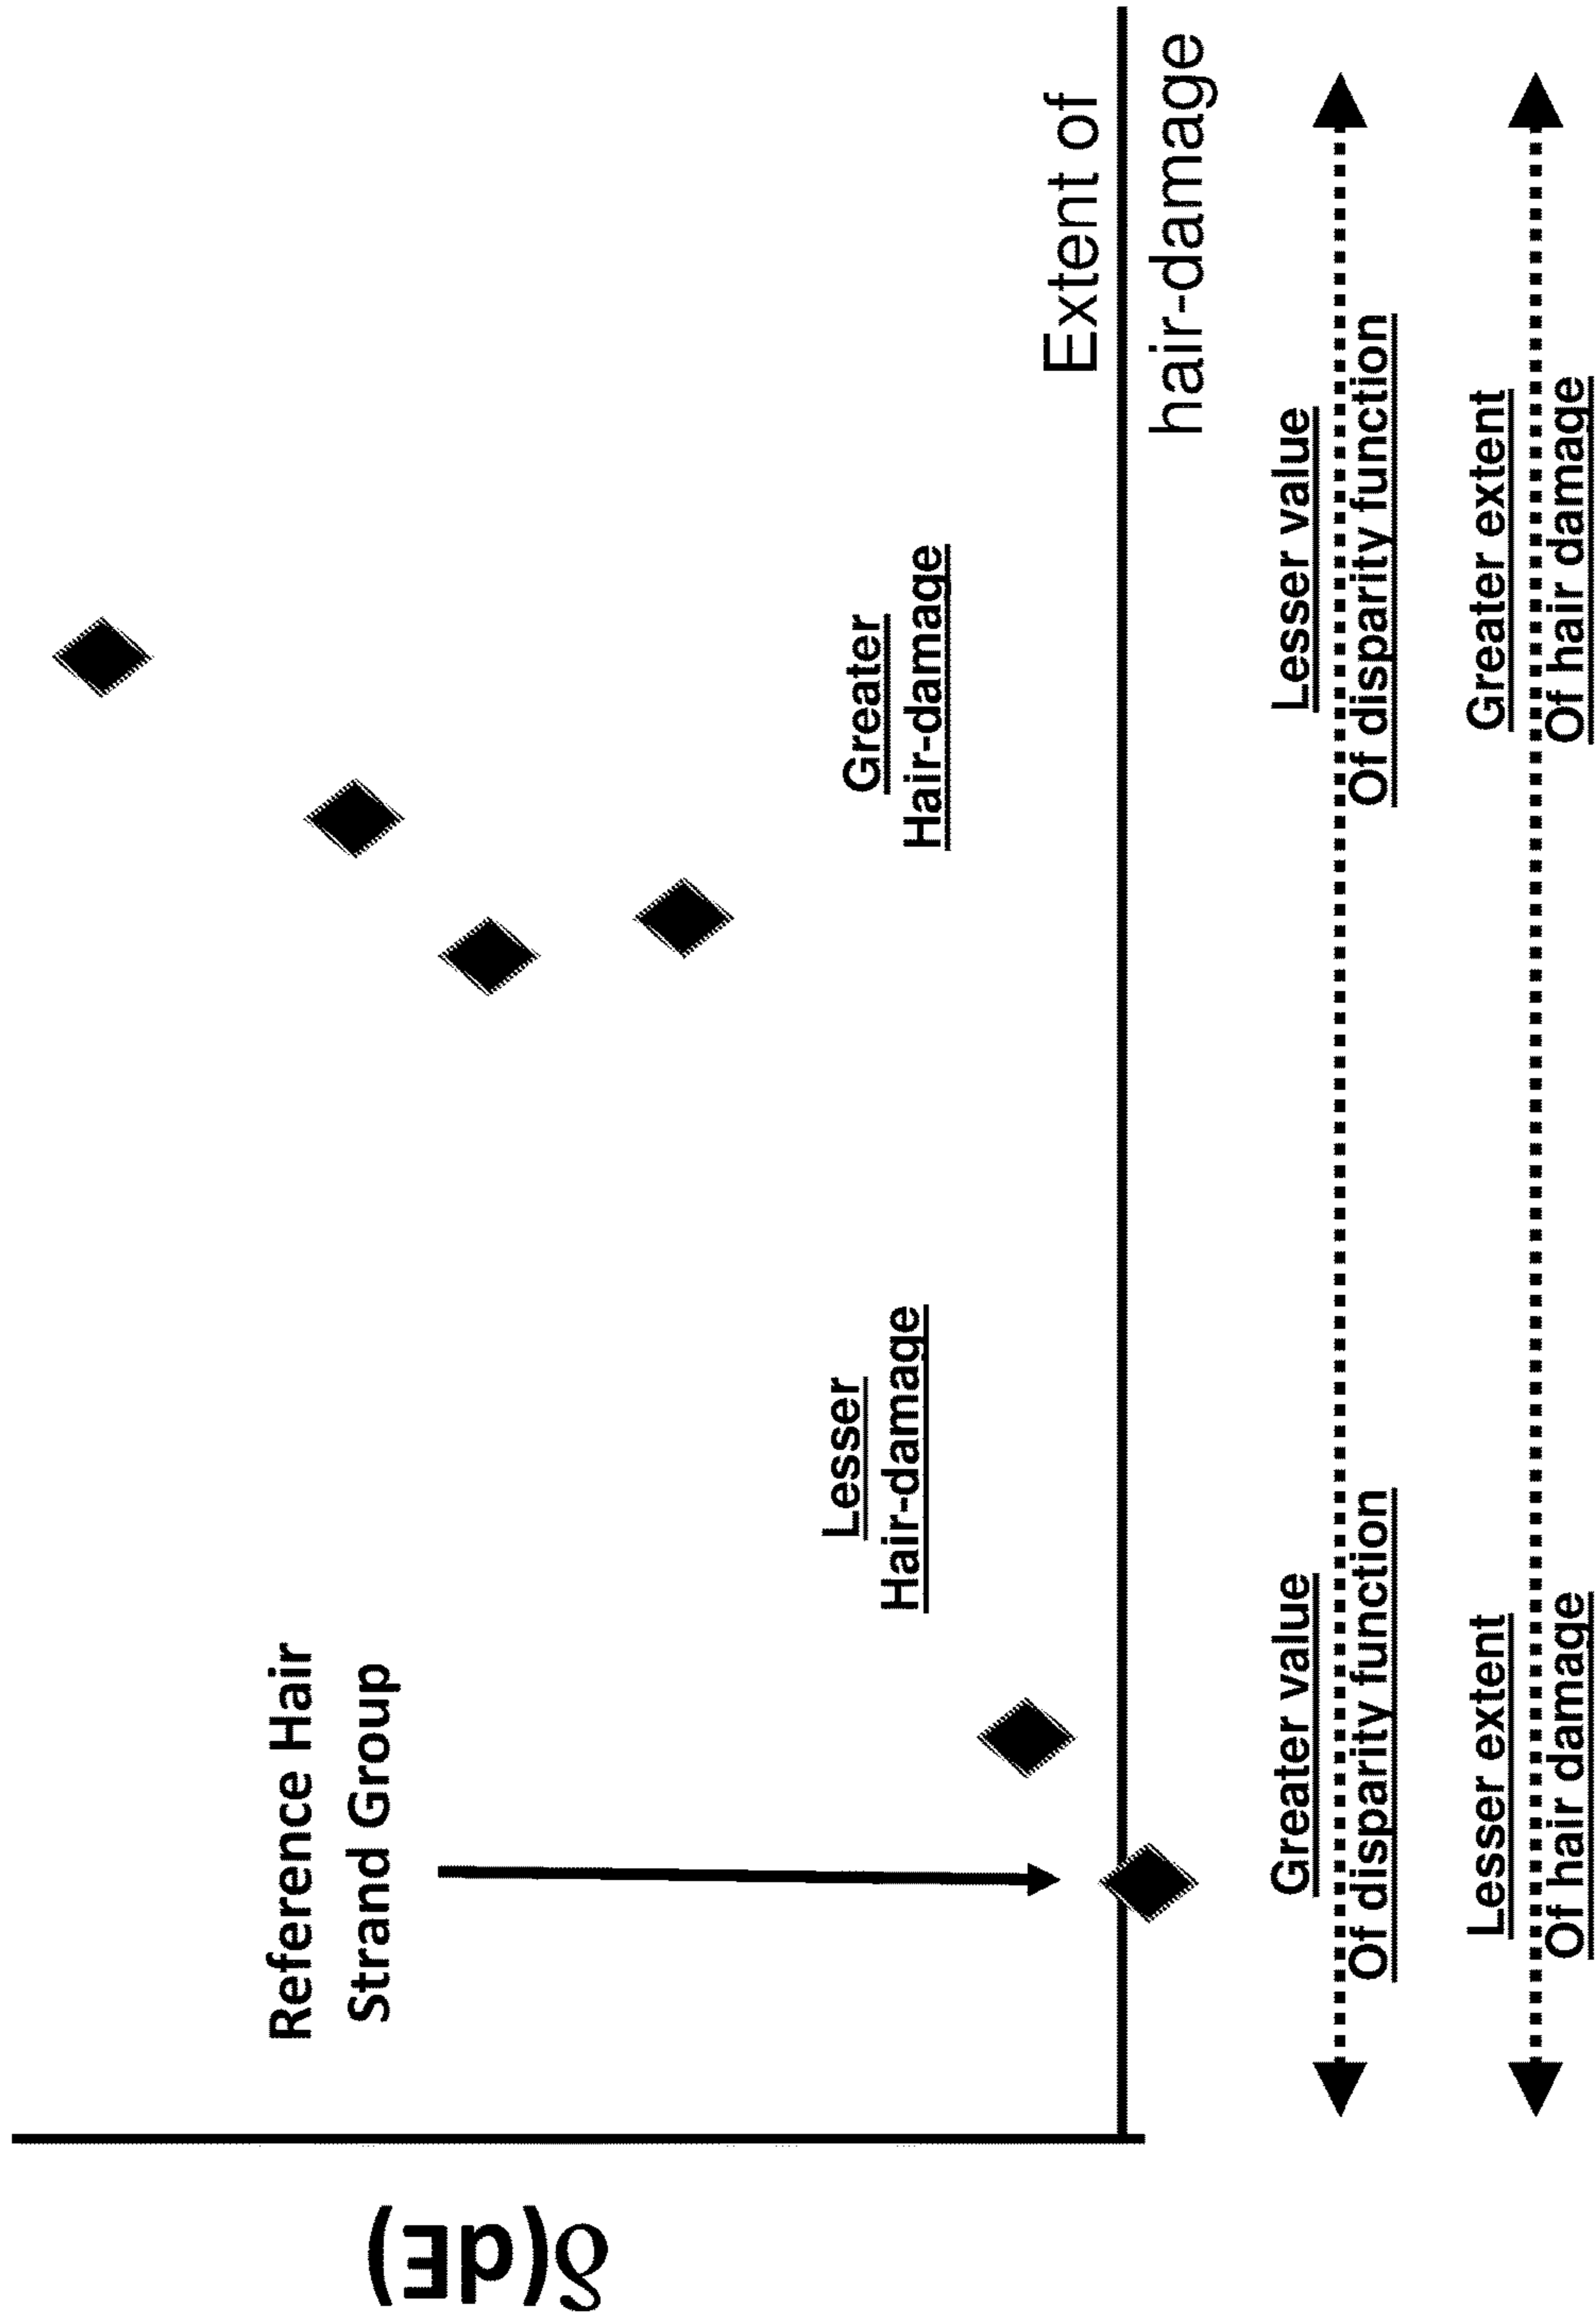 δ(dE)
Reference Hair
Strand Group
Lesser
Hair-damage
Greater
Hair-damage
Extent of
hair-damage
Greater value
Of disparity function
Lesser value
Of disparity function
Lesser extent
Of hair damage
Greater extent
Of hair damage